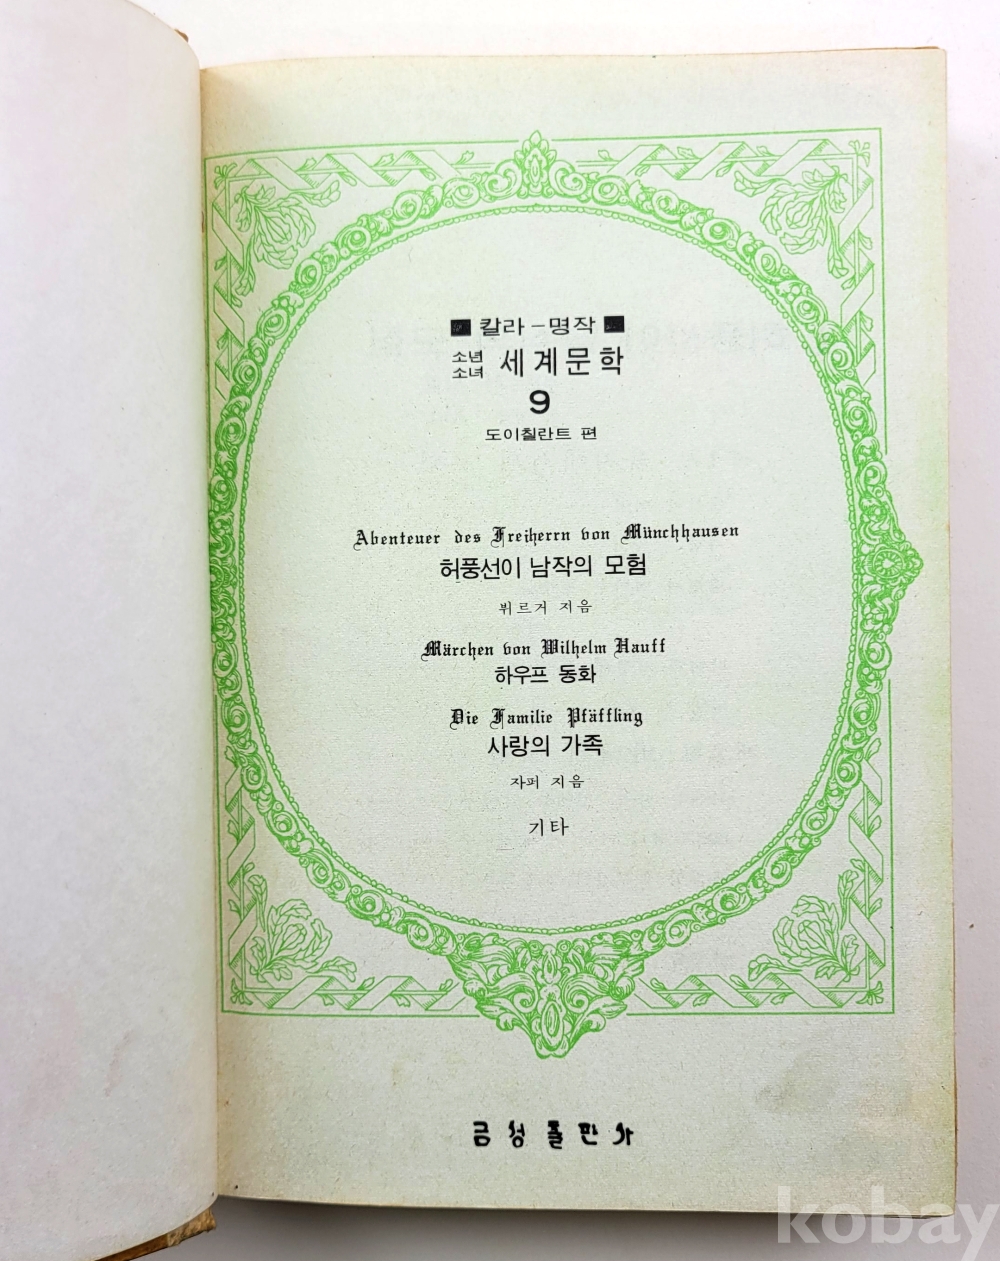 ■ 칼라-명작 ■
소년
소녀 세계문학
9
도이칠란트 편
Abenteuer des Freiherrn von Münchhausen
허풍선이 남작의 모험
뷔르거 지음
Märchen von Wilhelm Hauff
하우프 동화
Die Familie Pfäffling
사랑의 가족
자퍼 지음
기타
금성출판사
kobay